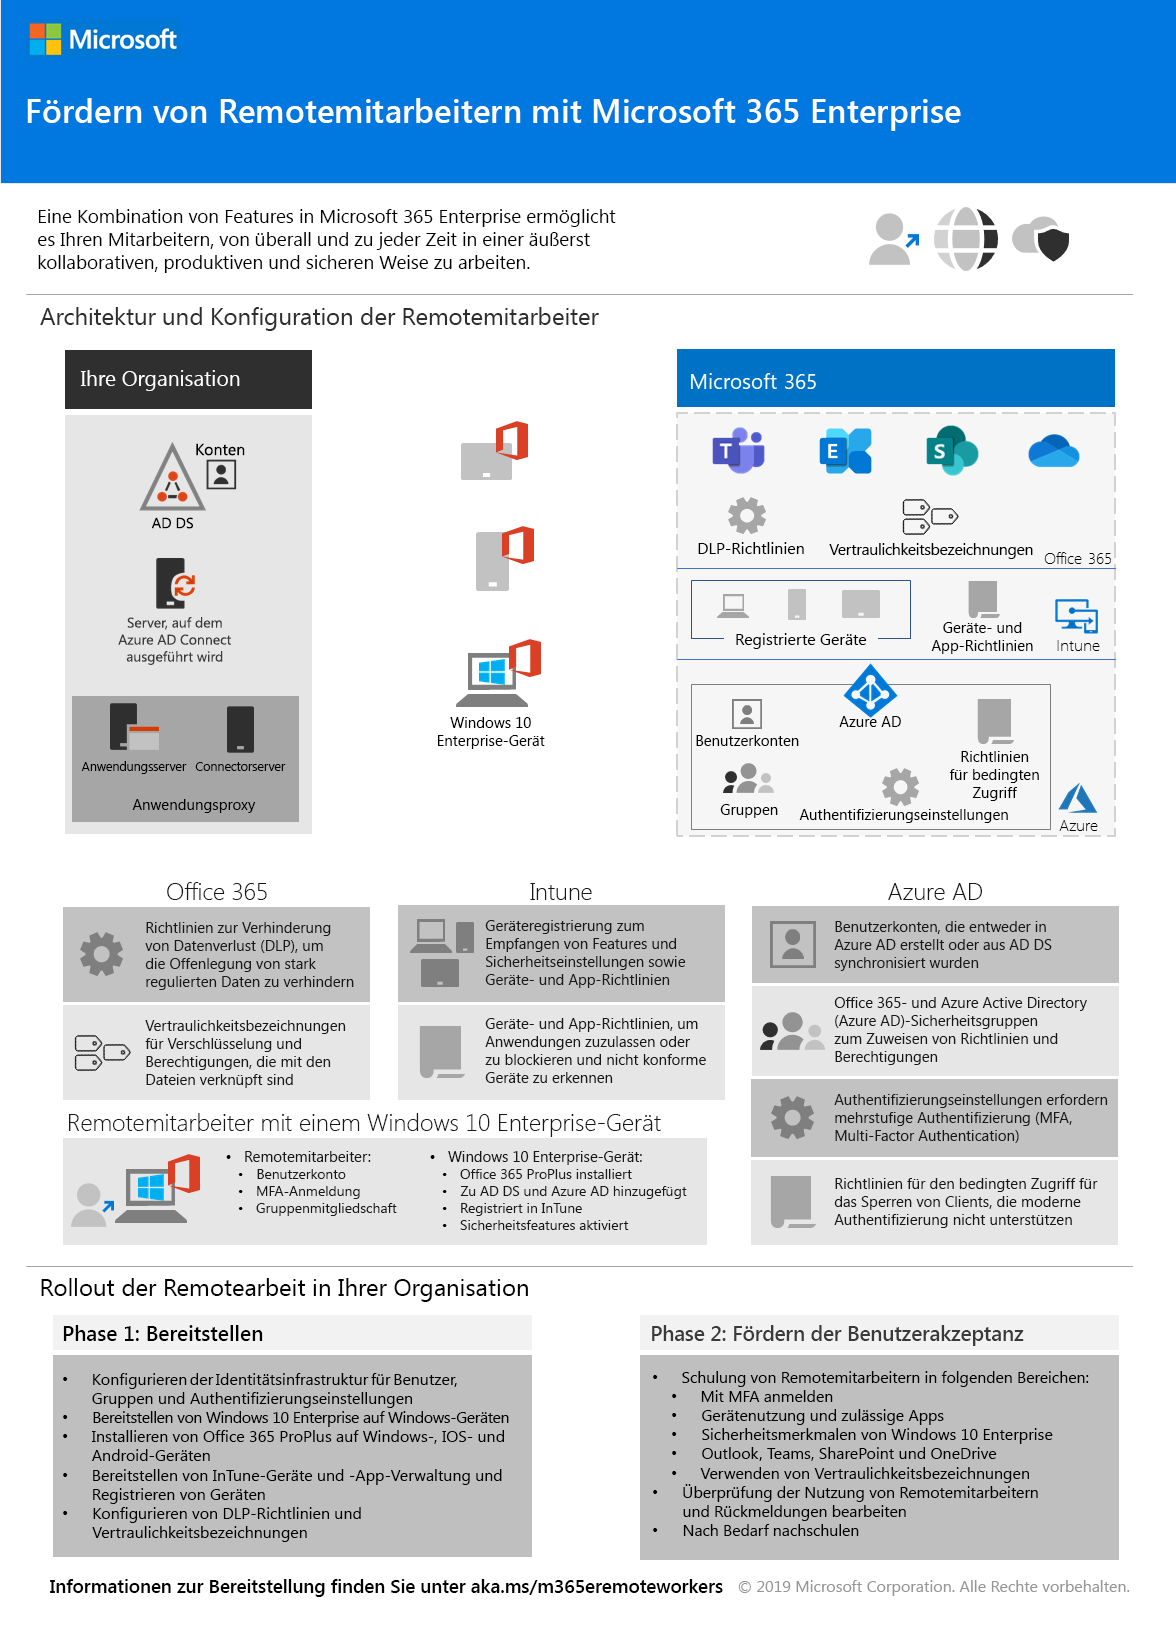 Microsoft
Fördern von Remotemitarbeitern mit Microsoft 365 Enterprise
Eine Kombination von Features in Microsoft 365 Enterprise ermöglicht
es Ihren Mitarbeitern, von überall und zu jeder Zeit in einer äußerst
kollaborativen, produktiven und sicheren Weise zu arbeiten.
Architektur und Konfiguration der Remotemitarbeiter
Ihre Organisation
Konten
AD DS
Server, auf dem
Azure AD Connect
ausgeführt wird
Anwendungsserver
Connectorserver
Anwendungsproxy
Windows 10
Enterprise-Gerät
Microsoft 365
T
E
S
DLP-Richtlinien
Vertraulichkeitsbezeichnungen
Office 365
Registrierte Geräte
Geräte- und
App-Richtlinien
Intune
Azure AD
Benutzerkonten
Richtlinien
für bedingten
Zugriff
Gruppen
Authentifizierungseinstellungen
Azure
Office 365
Richtlinien zur Verhinderung
von Datenverlust (DLP), um
die Offenlegung von stark
regulierten Daten zu verhindern
Vertraulichkeitsbezeichnungen
für Verschlüsselung und
Berechtigungen, die mit den
Dateien verknüpft sind
Intune
Geräteregistrierung zum
Empfangen von Features und
Sicherheitseinstellungen sowie
Geräte- und App-Richtlinien
Geräte- und App-Richtlinien, um
Anwendungen zuzulassen oder
zu blockieren und nicht konforme
Geräte zu erkennen
Azure AD
Benutzerkonten, die entweder in
Azure AD erstellt oder aus AD DS
synchronisiert wurden
Office 365- und Azure Active Directory
(Azure AD)-Sicherheitsgruppen
zum Zuweisen von Richtlinien und
Berechtigungen
Authentifizierungseinstellungen erfordern
mehrstufige Authentifizierung (MFA,
Multi-Factor Authentication)
Richtlinien für den bedingten Zugriff für
das Sperren von Clients, die moderne
Authentifizierung nicht unterstützen
Remotemitarbeiter mit einem Windows 10 Enterprise-Gerät
• Remotemitarbeiter:
• Benutzerkonto
• MFA-Anmeldung
• Gruppenmitgliedschaft
• Windows 10 Enterprise-Gerät:
• Office 365 ProPlus installiert
• Zu AD DS und Azure AD hinzugefügt
• Registriert in InTune
• Sicherheitsfeatures aktiviert
Rollout der Remotearbeit in Ihrer Organisation
Phase 1: Bereitstellen
• Konfigurieren der Identitätsinfrastruktur für Benutzer,
Gruppen und Authentifizierungseinstellungen
• Bereitstellen von Windows 10 Enterprise auf Windows-Geräten
• Installieren von Office 365 ProPlus auf Windows-, IOS- und
Android-Geräten
• Bereitstellen von InTune-Geräte und -App-Verwaltung und
Registrieren von Geräten
• Konfigurieren von DLP-Richtlinien und
Vertraulichkeitsbezeichnungen
Phase 2: Fördern der Benutzerakzeptanz
• Schulung von Remotemitarbeitern in folgenden Bereichen:
• Mit MFA anmelden
• Gerätenutzung und zulässige Apps
• Sicherheitsmerkmalen von Windows 10 Enterprise
• Outlook, Teams, SharePoint und OneDrive
• Verwenden von Vertraulichkeitsbezeichnungen
• Überprüfung der Nutzung von Remotemitarbeitern
und Rückmeldungen bearbeiten
• Nach Bedarf nachschulen
Informationen zur Bereitstellung finden Sie unter aka.ms/m365eremoteworkers
© 2019 Microsoft Corporation. Alle Rechte vorbehalten.